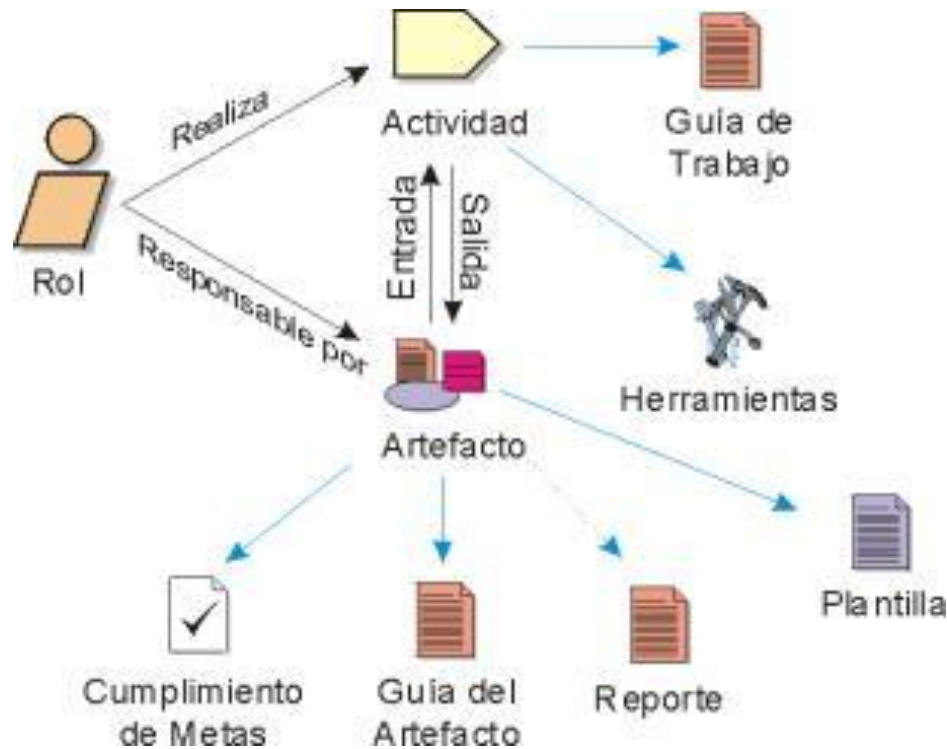 Realiza
Actividad
Guía de
Trabajo
Rol
Responsable por
Entrada
Salida
Herramientas
Artefacto
Plantilla
Cumplimiento
de Metas
Guía del
Artefacto
Reporte